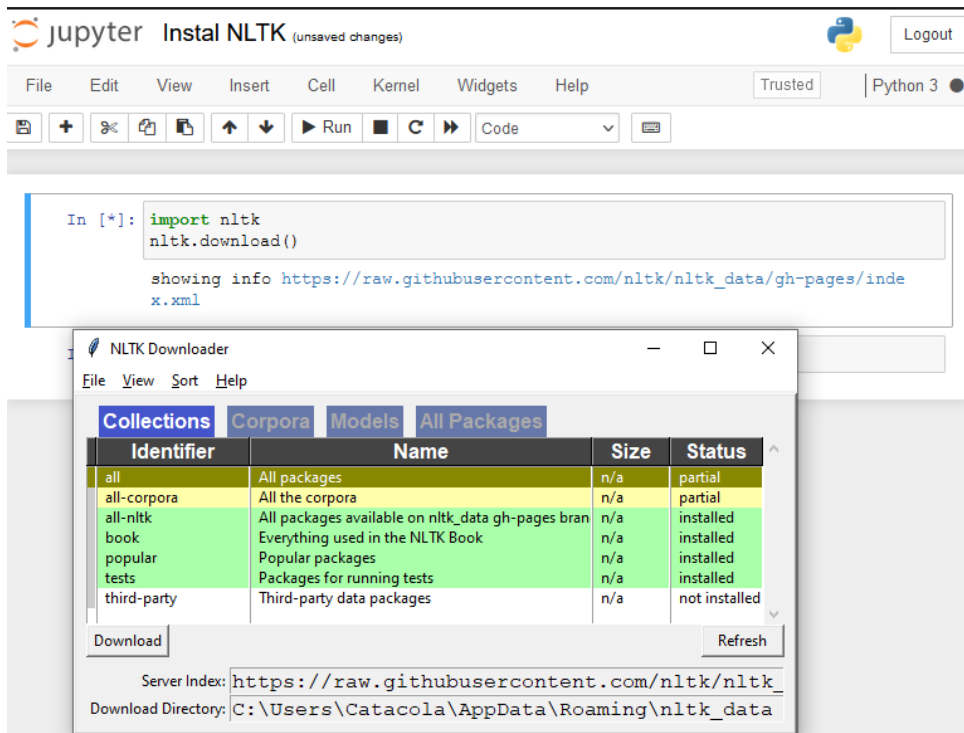 jupyter Instal NLTK (unsaved changes) Logout
File Edit View Insert Cell Kernel Widgets Help Trusted Python 3
Run Code
In [*]: import nltk
nltk.download()
showing info https://raw.githubusercontent.com/nltk/nltk_data/gh-pages/inde
x.xml
NLTK Downloader
File View Sort Help
Collections Corpora Models All Packages
Identifier Name Size Status
all All packages n/a partial
all-corpora All the corpora n/a partial
all-nltk All packages available on nltk_data gh-pages bran n/a installed
book Everything used in the NLTK Book n/a installed
popular Popular packages n/a installed
tests Packages for running tests n/a installed
third-party Third-party data packages n/a not installed
Download Refresh
Server Index: https://raw.githubusercontent.com/nltk/nltk_
Download Directory: C:\Users\Catacola\AppData\Roaming\nltk_data